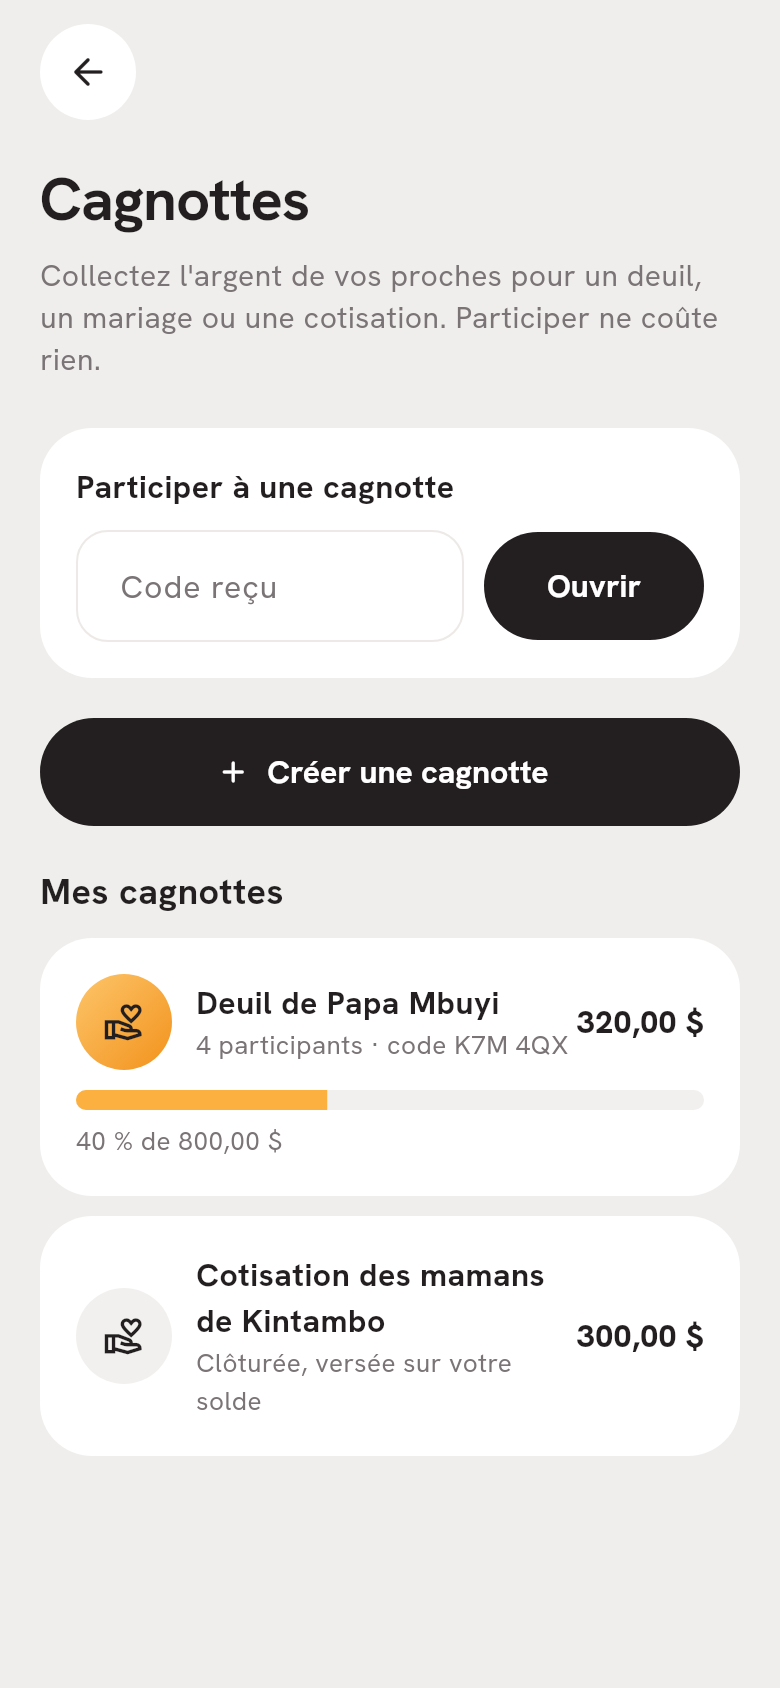 Cagnottes
Collectez l'argent de vos proches pour un deuil,
un mariage ou une cotisation. Participer ne coûte
rien.
Participer à une cagnotte
Code reçu
Ouvrir
+ Créer une cagnotte
Mes cagnottes
Deuil de Papa Mbuyi
4 participants · code K7M 4QX
320,00 $
40 % de 800,00 $
Cotisation des mamans
de Kintambo
Clôturée, versée sur votre
solde
300,00 $